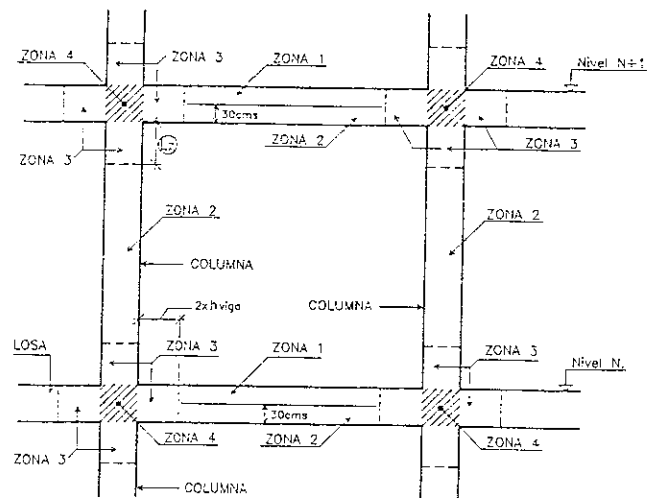 ZONA 4
ZONA 3
ZONA 1
ZONA 4
Nivel N+1
30cms
ZONA 2
ZONA 3
ZONA 3
ZONA 2
ZONA 2
COLUMNA
2xhviga
COLUMNA
LOSA
ZONA 3
ZONA 1
ZONA 3
Nivel N.
30cms
ZONA 3
ZONA 4
ZONA 2
ZONA 4
COLUMNA